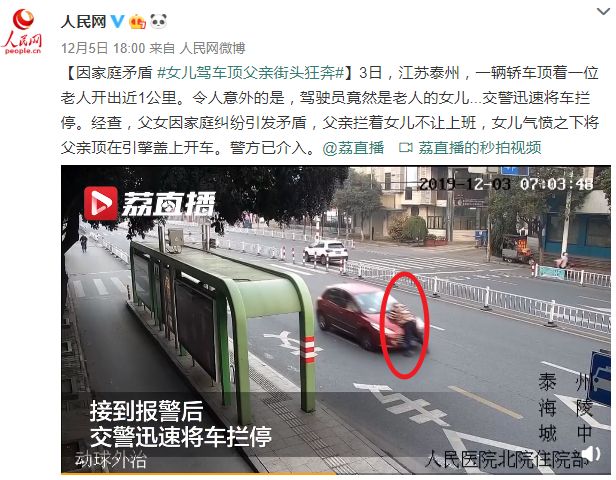 人民网
人民网
people.cn
12月5日 18:00 来自 人民网微博
【因家庭矛盾 #女儿驾车顶父亲街头狂奔#】3日，江苏泰州，一辆轿车顶着一位
老人开出近1公里。令人意外的是，驾驶员竟然是老人的女儿...交警迅速将车拦
停。经查，父女因家庭纠纷引发矛盾，父亲拦着女儿不让上班，女儿气愤之下将
父亲顶在引擎盖上开车。警方已介入。@荔直播 荔直播的秒拍视频
荔直播
2019-12-03 07:03:48
接到报警后
交警迅速将车拦停
泰 州
海 陵
城 中
动球外治
人民医院北院住院部